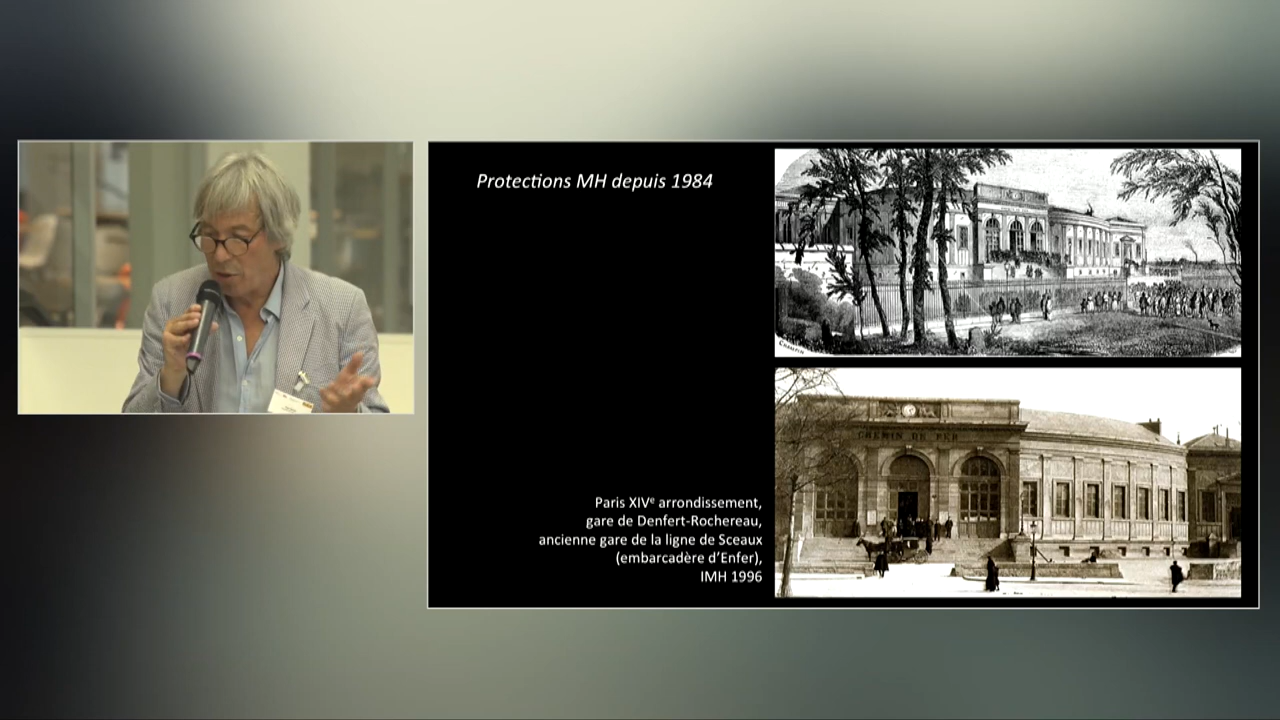 Protections MH depuis 1984
CHAMPIN
CHEMIN DE FER
Paris XIVᵉ arrondissement,
gare de Denfert-Rochereau,
ancienne gare de la ligne de Sceaux
(embarcadère d’Enfer),
IMH 1996